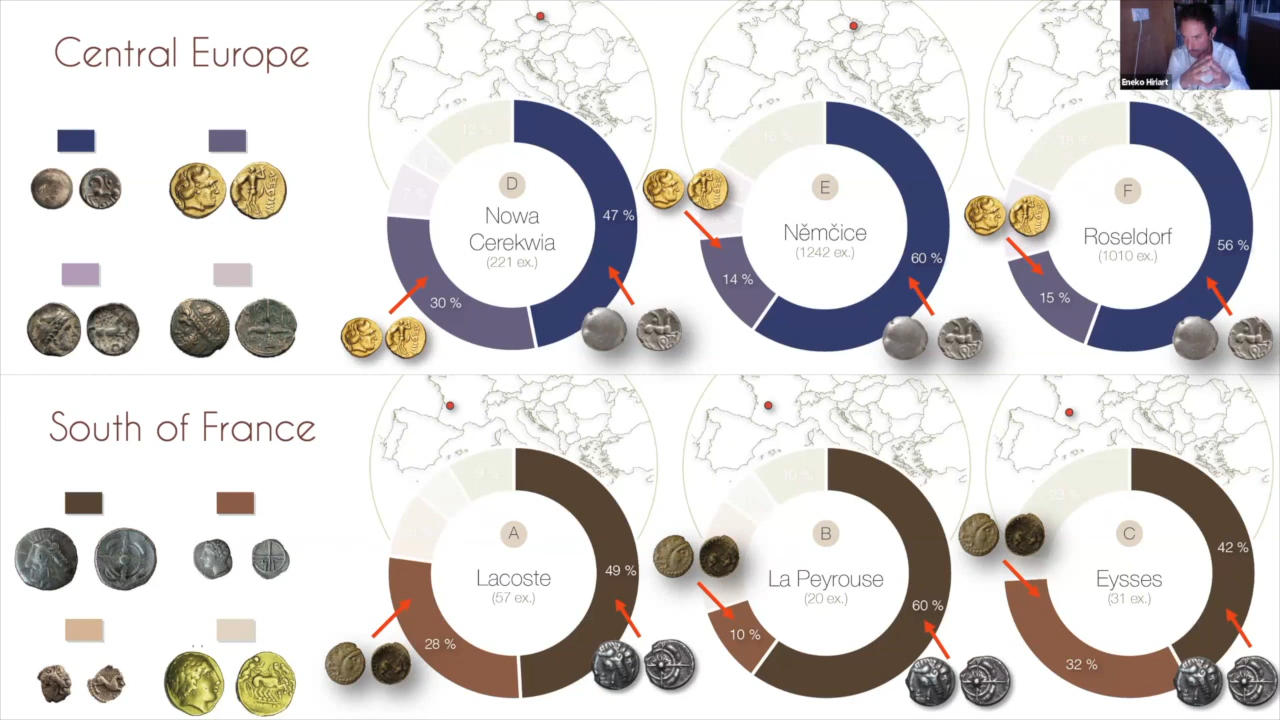 Central Europe
Eneko Hiriart
12 %
D
Nowa
Cerekwia
(221 ex.)
47 %
30 %
E
Němčice
(1242 ex.)
60 %
14 %
F
Roseldorf
(1010 ex.)
56 %
15 %
South of France
A
Lacoste
(57 ex.)
49 %
28 %
B
La Peyrouse
(20 ex.)
60 %
10 %
C
Eysses
(31 ex.)
42 %
32 %